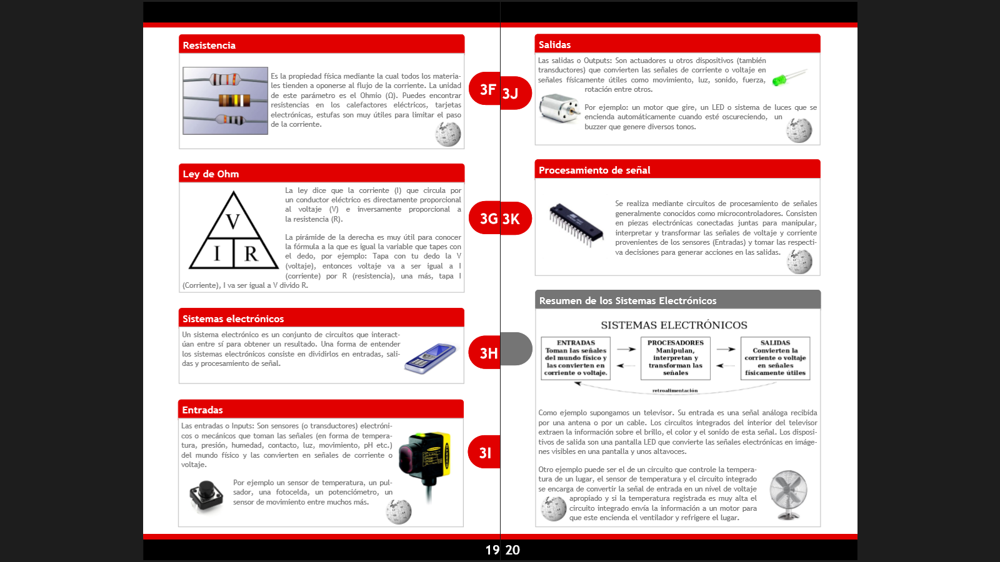 Resistencia
Es la propiedad física mediante la cual todos los materia-
les tienden a oponerse al flujo de la corriente. La unidad
de este parámetro es el Ohmio (Ω). Puedes encontrar
resistencias en los calefactores eléctricos, tarjetas
electrónicas, estufas son muy útiles para limitar el paso
de la corriente.
3F
Ley de Ohm
La ley dice que la corriente (I) que circula por
un conductor eléctrico es directamente proporcional
al voltaje (V) e inversamente proporcional a
la resistencia (R).
V
I R
La pirámide de la derecha es muy útil para conocer
la fórmula a la que es igual la variable que tapes con
el dedo, por ejemplo: Tapa con tu dedo la V
(voltaje), entonces voltaje va a ser igual a I
(corriente) por R (resistencia), una más, tapa I
(Corriente), I va ser igual a V divido R.
3G
Sistemas electrónicos
Un sistema electrónico es un conjunto de circuitos que interact-
úan entre sí para obtener un resultado. Una forma de entender
los sistemas electrónicos consiste en dividirlos en entradas, sali-
das y procesamiento de señal.
3H
Entradas
Las entradas o Inputs: Son sensores (o transductores) electróni-
cos o mecánicos que toman las señales (en forma de tempera-
tura, presión, humedad, contacto, luz, movimiento, pH etc.)
del mundo físico y las convierten en señales de corriente o
voltaje.
Por ejemplo un sensor de temperatura, un pul-
sador, una fotocelda, un potenciómetro, un
sensor de movimiento entre muchos más.
3I
19
Salidas
Las salidas o Outputs: Son actuadores u otros dispositivos (también
transductores) que convierten las señales de corriente o voltaje en
señales físicamente útiles como movimiento, luz, sonido, fuerza,
rotación entre otros.
Por ejemplo: un motor que gire, un LED o sistema de luces que se
encienda automáticamente cuando esté oscureciendo, un
buzzer que genere diversos tonos.
3J
Procesamiento de señal
Se realiza mediante circuitos de procesamiento de señales
generalmente conocidos como microcontroladores. Consisten
en piezas electrónicas conectadas juntas para manipular,
interpretar y transformar las señales de voltaje y corriente
provenientes de los sensores (Entradas) y tomar las respecti-
va decisiones para generar acciones en las salidas.
3K
Resumen de los Sistemas Electrónicos
SISTEMAS ELECTRÓNICOS
ENTRADAS
Toman las señales
del mundo físico y
las convierten en
corriente o voltaje.
PROCESADORES
Manipulan,
interpretan y
transforman las
señales
SALIDAS
Convierten la
corriente o voltaje
en señales
físicamente útiles
retroalimentación
Como ejemplo supongamos un televisor. Su entrada es una señal análoga recibida
por una antena o por un cable. Los circuitos integrados del interior del televisor
extraen la información sobre el brillo, el color y el sonido de esta señal. Los disposi-
tivos de salida son una pantalla LED que convierte las señales electrónicas en imáge-
nes visibles en una pantalla y unos altavoces.
Otro ejemplo puede ser el de un circuito que controle la tempera-
tura de un lugar, el sensor de temperatura y el circuito integrado
se encarga de convertir la señal de entrada en un nivel de voltaje
apropiado y si la temperatura registrada es muy alta el
circuito integrado envía la información a un motor para
que este encienda el ventilador y refrigere el lugar.
20